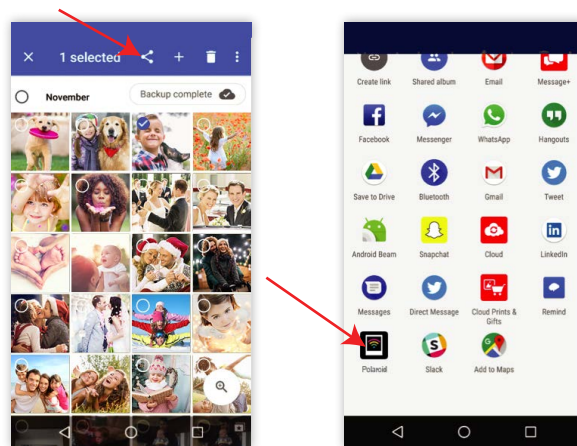 1 selected
November
Backup complete
Create link Shared album Email Message+
Facebook Messenger WhatsApp Hangouts
Save to Drive Bluetooth Gmail Tweet
Android Beam Snapchat Cloud LinkedIn
Messages Direct Message Cloud Prints & Gifts Remind
Polaroid Slack Add to Maps